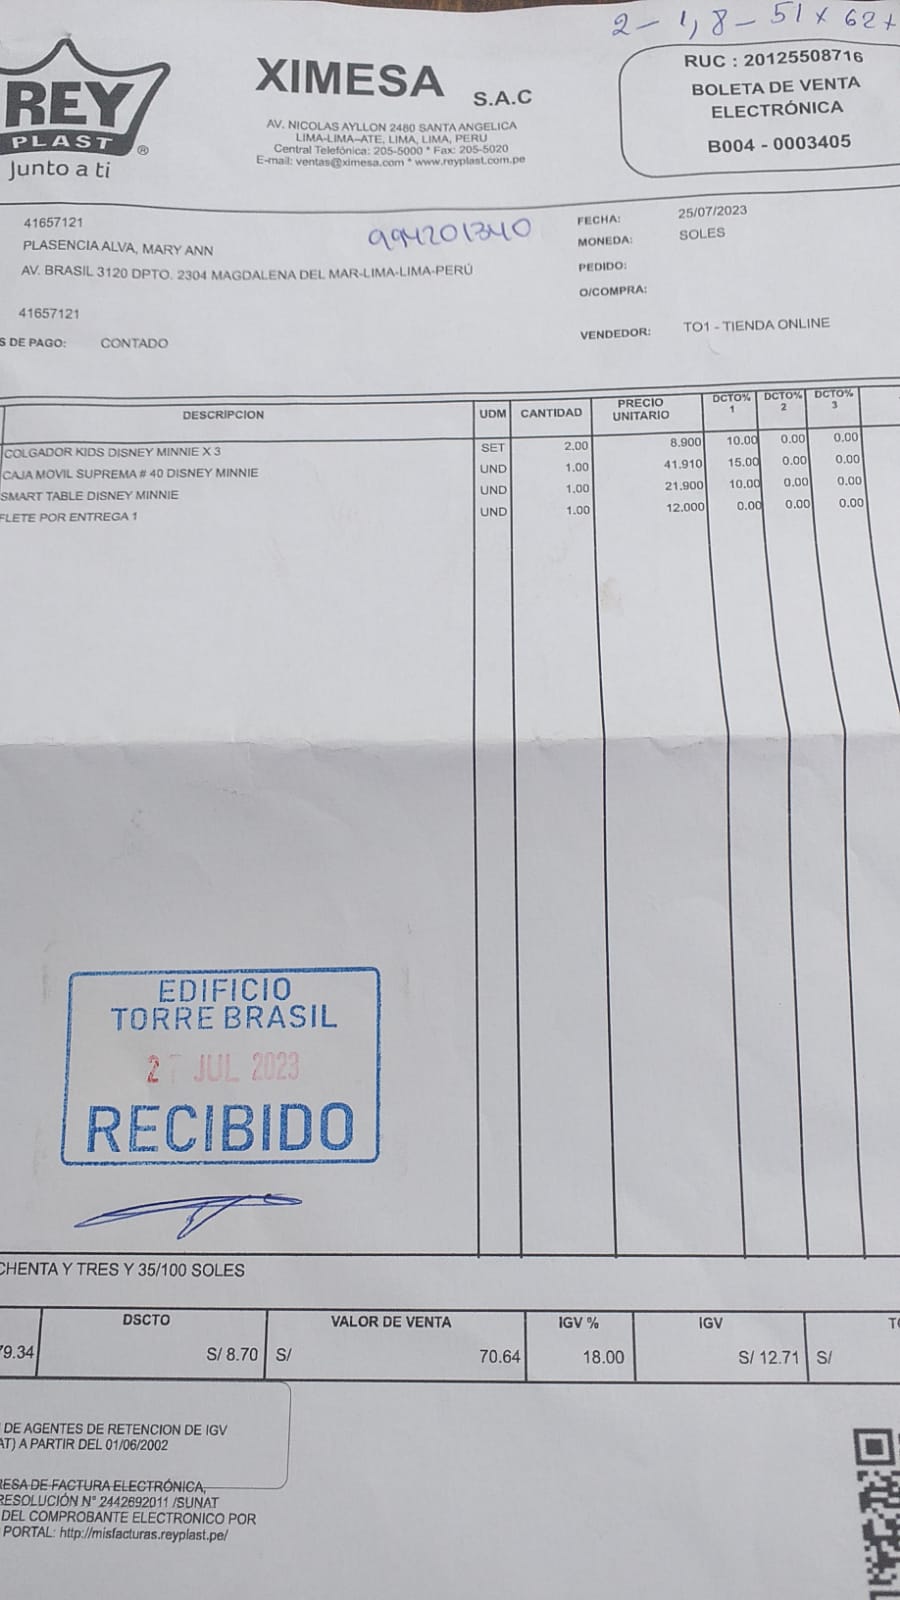 2 - 1,8 - 51 x 62 x
REY
PLAST ®
Junto a ti
XIMESA S.A.C
AV. NICOLAS AYLLON 2480 SANTA ANGELICA
LIMA-LIMA-ATE, LIMA, LIMA, PERU
Central Telefónica: 205-5000 * Fax: 205-5020
E-mail: ventas@ximesa.com * www.reyplast.com.pe
RUC : 20125508716
BOLETA DE VENTA
ELECTRÓNICA
B004 - 0003405
41657121
PLASENCIA ALVA, MARY ANN
994201340
AV. BRASIL 3120 DPTO. 2304 MAGDALENA DEL MAR-LIMA-LIMA-PERÚ
41657121
S DE PAGO: CONTADO
FECHA: 25/07/2023
MONEDA: SOLES
PEDIDO:
O/COMPRA:
VENDEDOR: TO1 - TIENDA ONLINE
DESCRIPCION UDM CANTIDAD PRECIO UNITARIO DCTO% 1 DCTO% 2 DCTO% 3
COLGADOR KIDS DISNEY MINNIE X 3 SET 2.00 8.900 10.00 0.00 0.00
CAJA MOVIL SUPREMA # 40 DISNEY MINNIE UND 1.00 41.910 15.00 0.00 0.00
SMART TABLE DISNEY MINNIE UND 1.00 21.900 10.00 0.00 0.00
FLETE POR ENTREGA 1 UND 1.00 12.000 0.00 0.00 0.00
EDIFICIO
TORRE BRASIL
27 JUL 2023
RECIBIDO
CHENTA Y TRES Y 35/100 SOLES
DSCTO VALOR DE VENTA IGV % IGV TO
79.34 S/ 8.70 S/ 70.64 18.00 S/ 12.71 S/
DE AGENTES DE RETENCION DE IGV
AT) A PARTIR DEL 01/06/2002
RESA DE FACTURA ELECTRÓNICA,
RESOLUCIÓN N° 2442692011 /SUNAT
DEL COMPROBANTE ELECTRONICO POR
PORTAL: http://misfacturas.reyplast.pe/